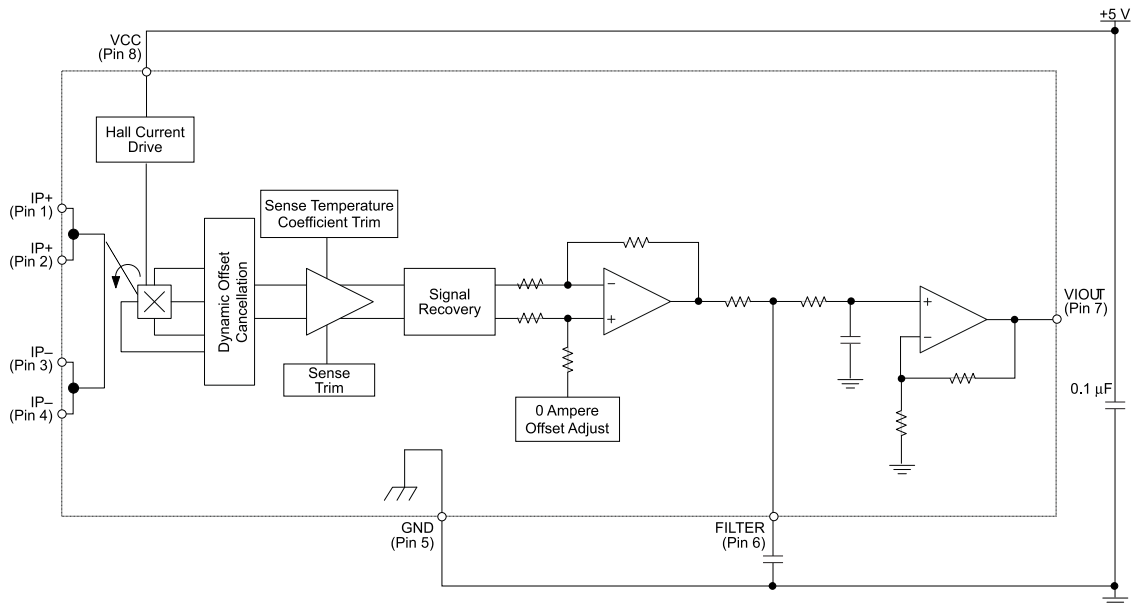 +5 V
VCC
(Pin 8)
Hall Current
Drive
IP+
(Pin 1)
IP+
(Pin 2)
IP–
(Pin 3)
IP–
(Pin 4)
Dynamic Offset
Cancellation
Sense Temperature
Coefficient Trim
Sense
Trim
Signal
Recovery
0 Ampere
Offset Adjust
−
+
+
−
VIOUT
(Pin 7)
0.1 μF
GND
(Pin 5)
FILTER
(Pin 6)